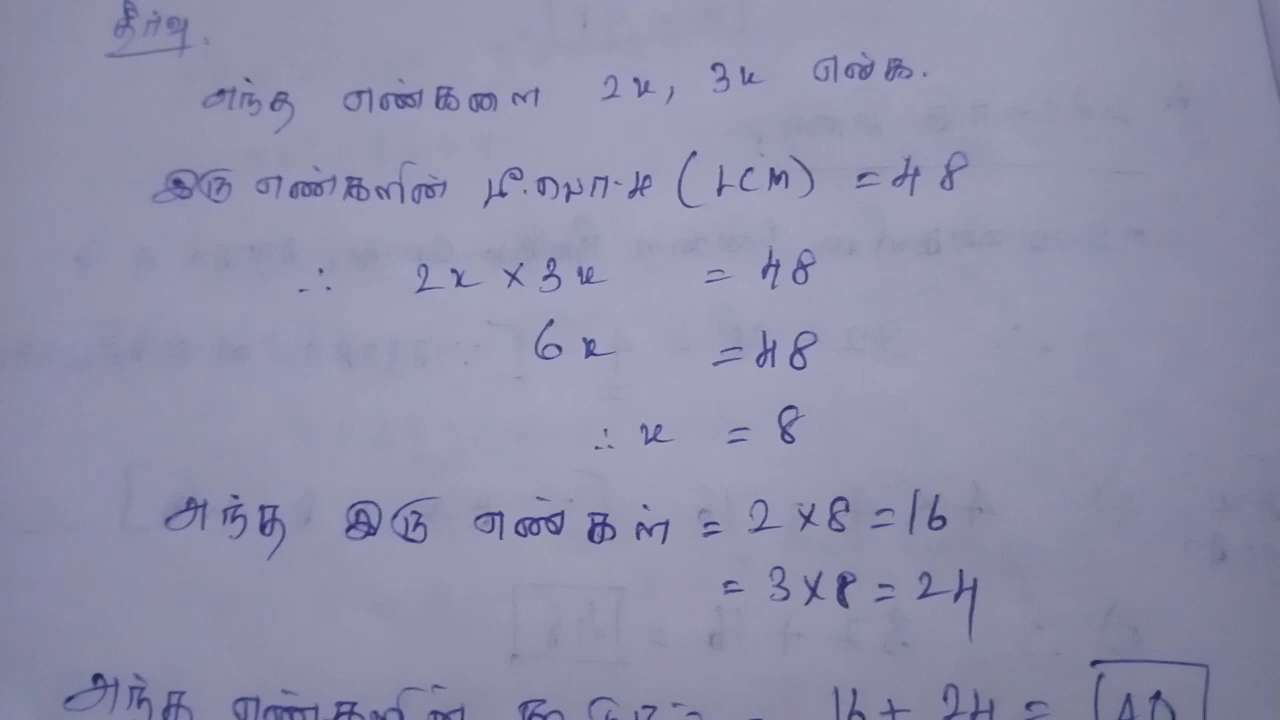 தீர்வு.
அந்த எண்களை 2x, 3x என்க.
இரு எண்களின் மீ.பொ.ம (LCM) = 48
∴ 2x × 3x = 48
6x = 48
∴ x = 8
அந்த இரு எண்கள் = 2 × 8 = 16
= 3 × 8 = 24
அந்த எண்களின் 16 + 24 = 40